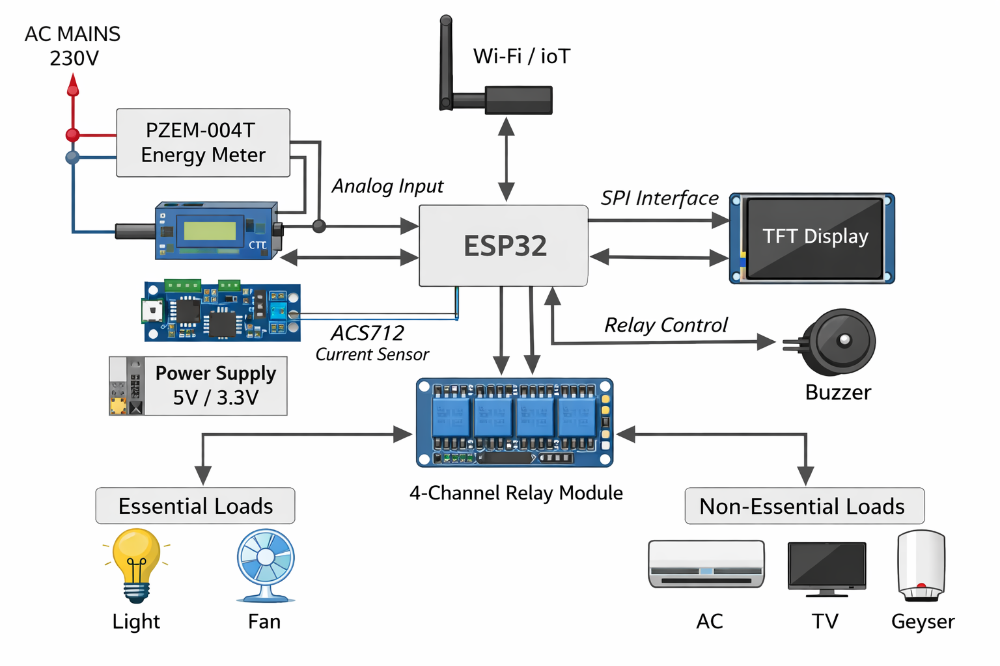 AC MAINS
230V
Wi-Fi / ioT
PZEM-004T
Energy Meter
Analog Input
SPI Interface
ESP32
TFT Display
ACS712
Current Sensor
Relay Control
Buzzer
Power Supply
5V / 3.3V
4-Channel Relay Module
Essential Loads
Non-Essential Loads
Light
Fan
AC
TV
Geyser